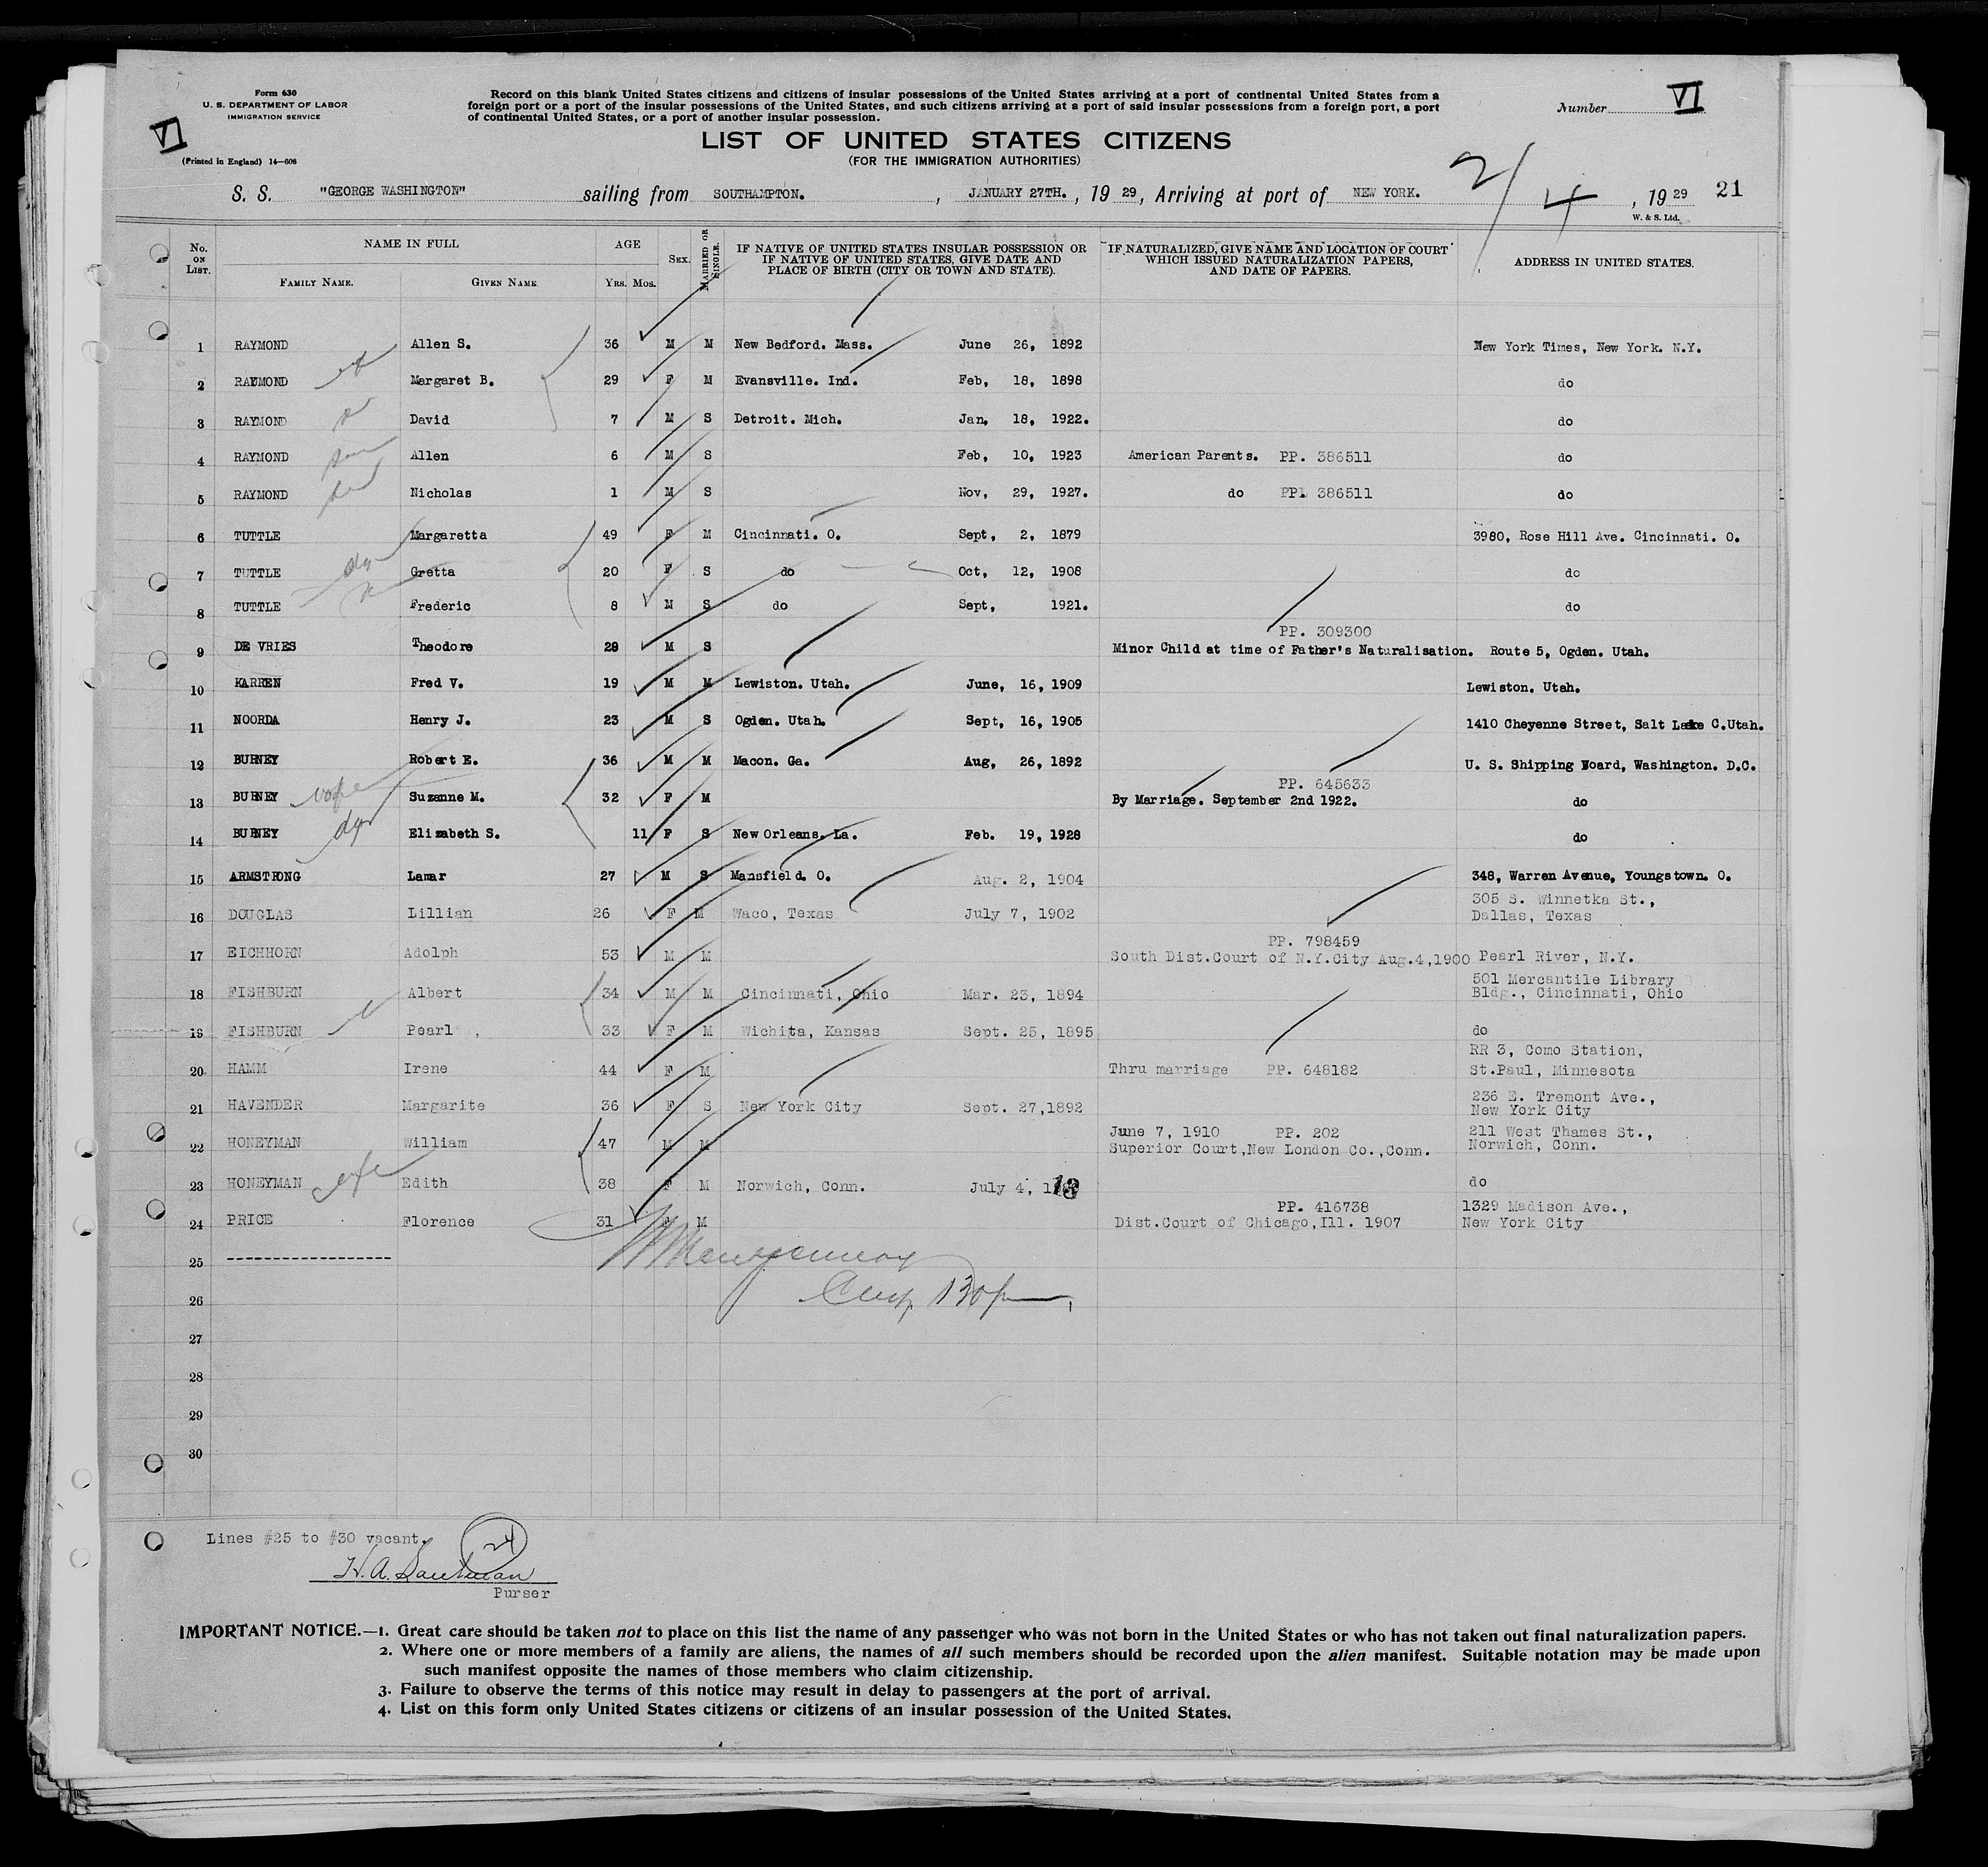 Form 630
U. S. DEPARTMENT OF LABOR
IMMIGRATION SERVICE
(Printed in England) 14—608
VI
Record on this blank United States citizens and citizens of insular possessions of the United States arriving at a port of continental United States from a
foreign port or a port of the insular possessions of the United States, and such citizens arriving at a port of said insular possessions from a foreign port, a port
of continental United States, or a port of another insular possession.
Number VI
LIST OF UNITED STATES CITIZENS
(FOR THE IMMIGRATION AUTHORITIES)
S. S. "GEORGE WASHINGTON" sailing from SOUTHAMPTON. , JANUARY 27TH. , 19 29, Arriving at port of NEW YORK. 2/4 , 19 29 21
W. & S. Ltd.
No. ON LIST. NAME IN FULL AGE SEX. MARRIED OR SINGLE. IF NATIVE OF UNITED STATES INSULAR POSSESSION OR IF NATIVE OF UNITED STATES, GIVE DATE AND PLACE OF BIRTH (CITY OR TOWN AND STATE). IF NATURALIZED, GIVE NAME AND LOCATION OF COURT WHICH ISSUED NATURALIZATION PAPERS, AND DATE OF PAPERS. ADDRESS IN UNITED STATES.
FAMILY NAME. GIVEN NAME YRS. MOS.
1 RAYMOND Allen S. 36 M M New Bedford. Mass. June 26, 1892 New York Times, New York. N.Y.
2 RAYMOND Margaret B. 29 F M Evansville. Ind. Feb, 18, 1898 do
3 RAYMOND David 7 M S Detroit. Mich. Jan, 18, 1922. do
4 RAYMOND son Allen 6 M S Feb, 10, 1923 American Parents. PP. 386511 do
5 RAYMOND Nicholas 1 M S Nov, 29, 1927. do PP. 386511 do
6 TUTTLE Margaretta 49 F M Cincinnati. O. Sept, 2, 1879 3980, Rose Hill Ave. Cincinnati. O.
7 TUTTLE Gretta 20 F S do Oct, 12, 1908 do
8 TUTTLE Frederic 8 M S do Sept, 1921. do
PP. 309300
9 DE VRIES Theodore 28 M S Minor Child at time of Father's Naturalisation. Route 5, Ogden. Utah.
10 KARREN Fred V. 19 M M Lewiston. Utah. June, 16, 1909 Lewiston. Utah.
11 NOORDA Henry J. 23 M S Ogden. Utah. Sept, 16, 1905 1410 Cheyenne Street, Salt Lake C.Utah.
12 BURNEY Robert E. 36 M M Macon. Ga. Aug, 26, 1892 U. S. Shipping Board, Washington. D.C.
PP. 645633
13 BURNEY wife Suzanne M. 32 F M By Marriage. September 2nd 1922. do
14 BURNEY Elizabeth S. 11 F S New Orleans. La. Feb. 19, 1928 do
15 ARMSTRONG Lamar 27 M S Mansfield. O. Aug. 2, 1904 348, Warren Avenue, Youngstown. O.
305 S. Winnetka St.,
16 DOUGLAS Lillian 26 F M Waco, Texas July 7, 1902 Dallas, Texas
PP. 798459
17 EICHHORN Adolph 53 M M South Dist.Court of N.Y.City Aug.4,1900 Pearl River, N.Y.
501 Mercantile Library
18 FISHBURN Albert 34 M M Cincinnati, Ohio Mar. 23, 1894 Bldg., Cincinnati, Ohio
19 FISHBURN Pearl , 33 F M Wichita, Kansas Sept. 25, 1895 do
RR 3, Como Station,
20 HAMM Irene 44 F M Thru marriage PP. 648182 St.Paul, Minnesota
236 E. Tremont Ave.,
21 HAVENDER Margarite 36 F S New York City Sept. 27,1892 New York City
June 7, 1910 PP. 202 211 West Thames St.,
22 HONEYMAN William 47 M M Superior Court,New London Co.,Conn. Norwich, Conn.
23 HONEYMAN wife Edith 38 F M Norwich, Conn. July 4, do
PP. 416738 1329 Madison Ave.,
24 PRICE Florence 31 F M Dist.Court of Chicago,Ill. 1907 New York City
25 --------------------
26
27
28
29
30
Lines #25 to #30 vacant. 24
Purser
IMPORTANT NOTICE.—1. Great care should be taken not to place on this list the name of any passenger who was not born in the United States or who has not taken out final naturalization papers.
2. Where one or more members of a family are aliens, the names of all such members should be recorded upon the alien manifest. Suitable notation may be made upon
such manifest opposite the names of those members who claim citizenship.
3. Failure to observe the terms of this notice may result in delay to passengers at the port of arrival.
4. List on this form only United States citizens or citizens of an insular possession of the United States.